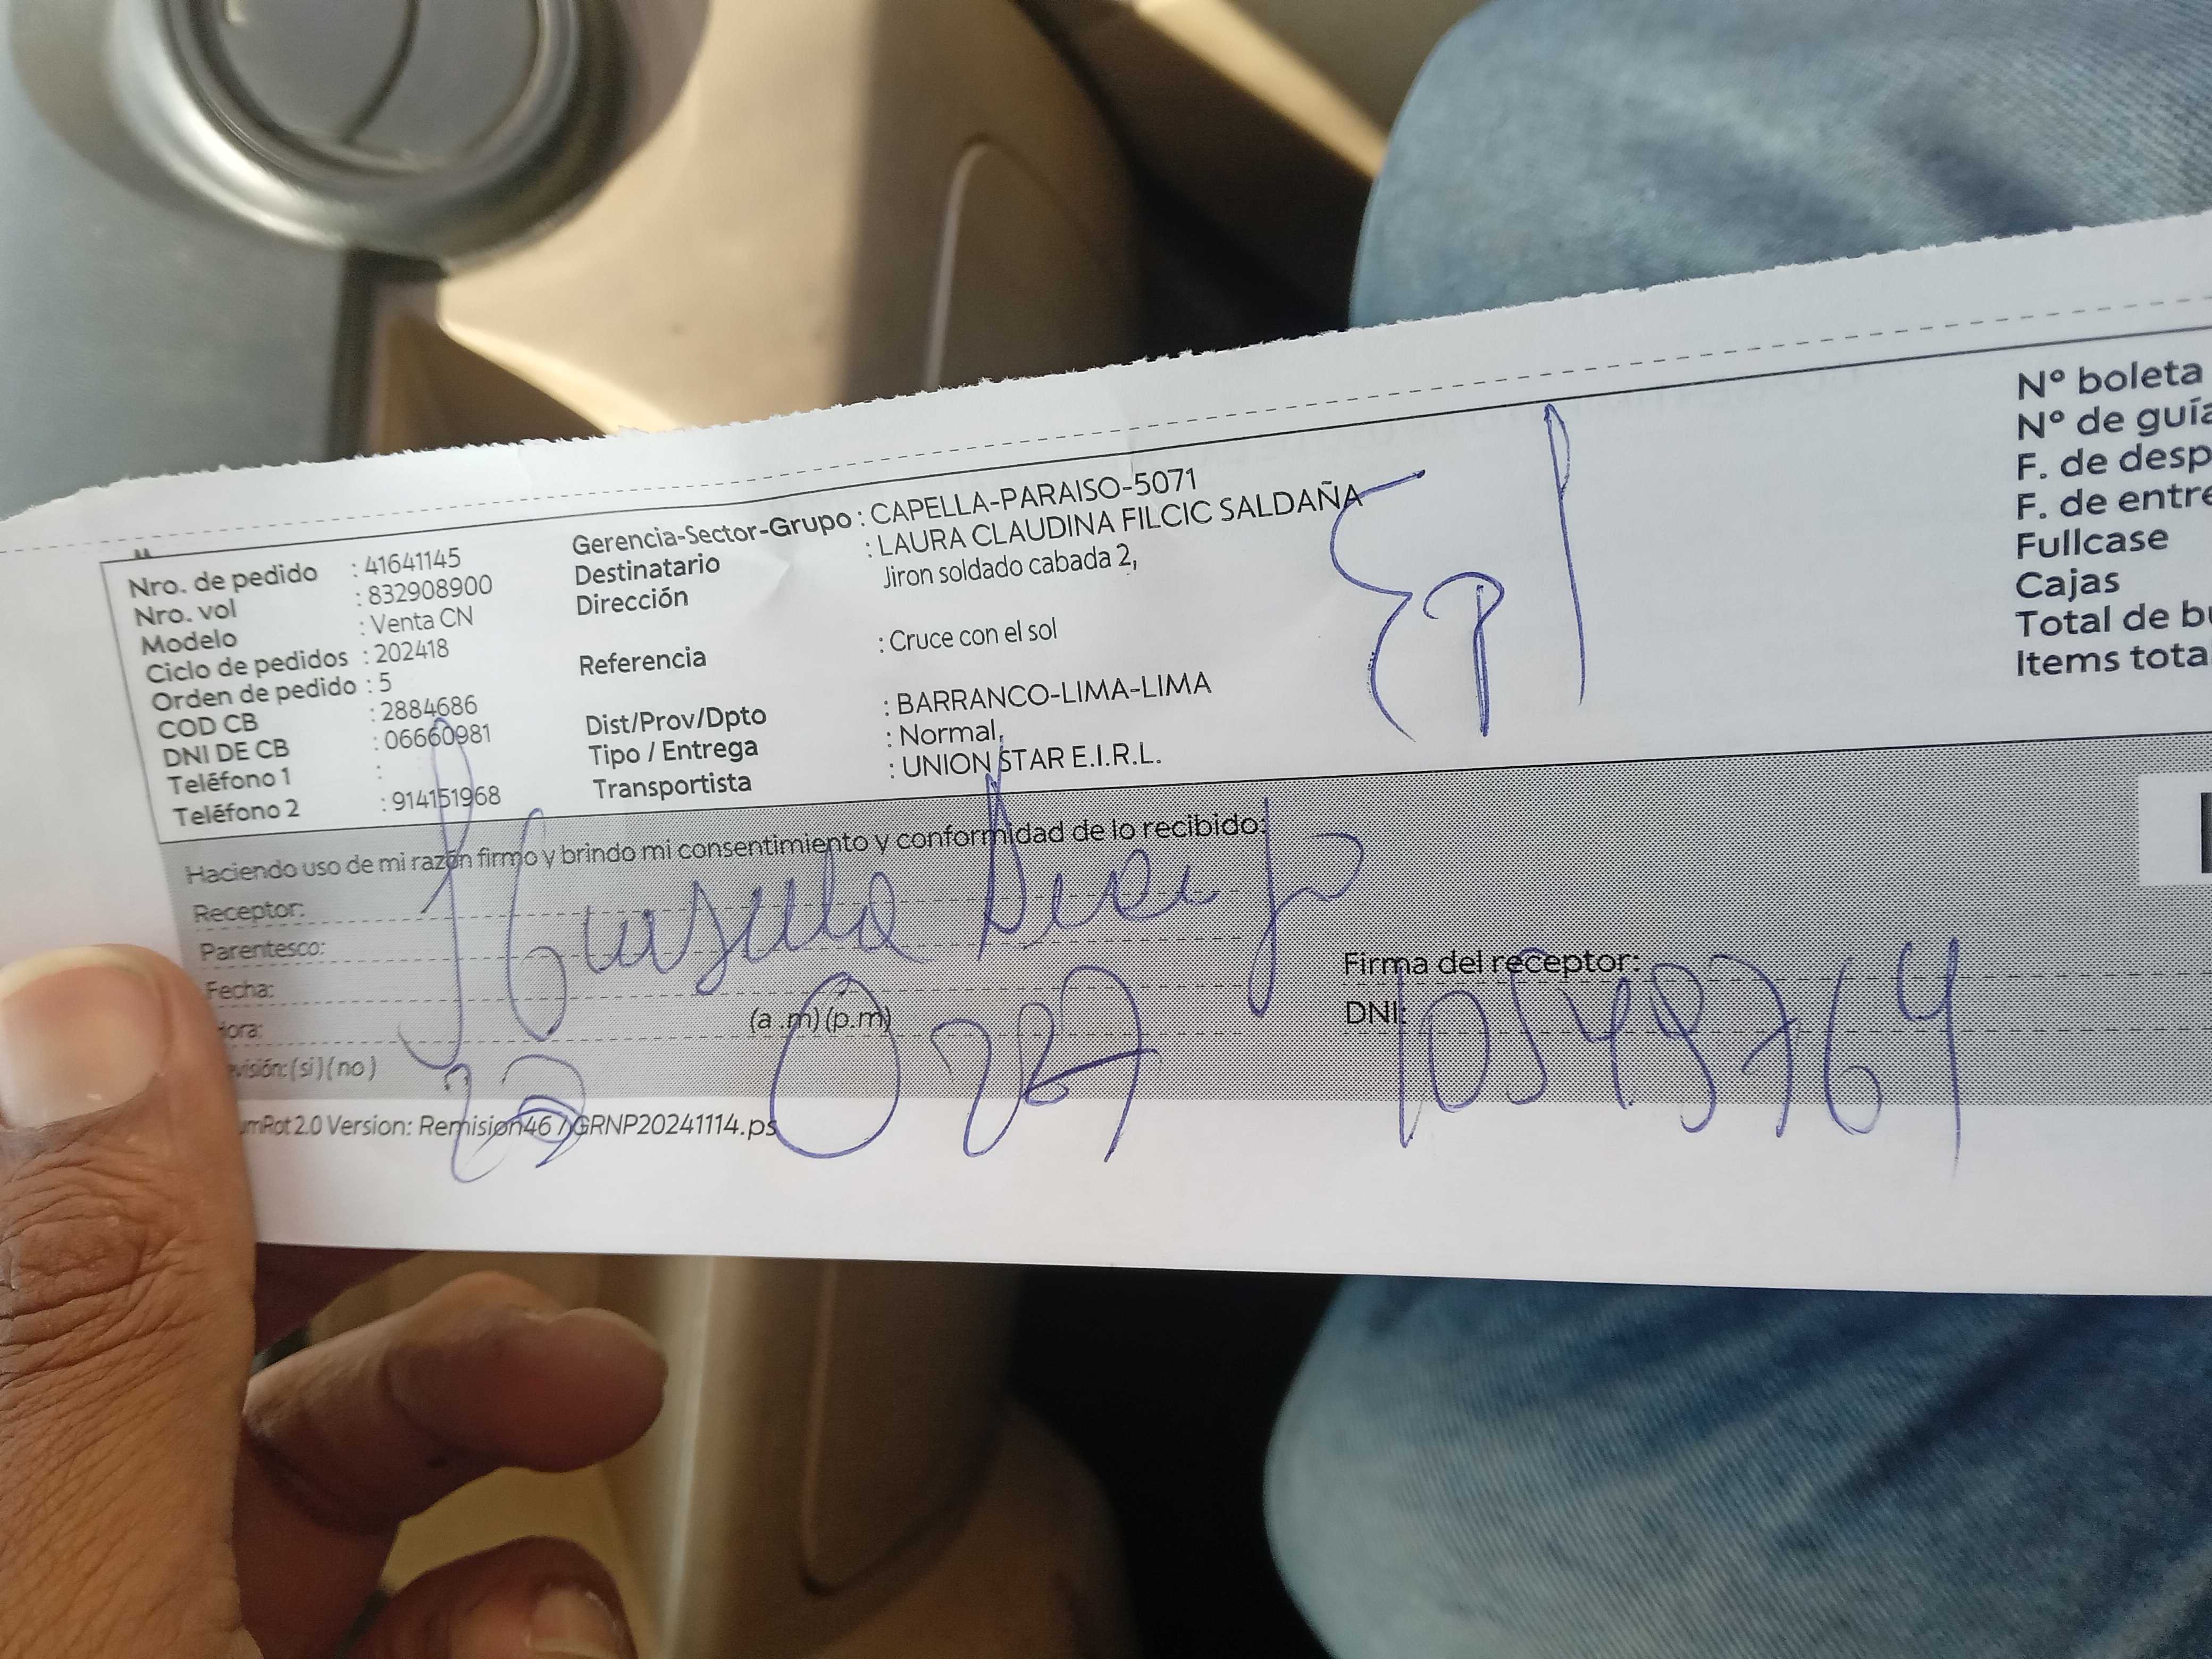 Nro. de pedido : 41641145
Nro. vol : 832908900
Modelo : Venta CN
Ciclo de pedidos : 202418
Orden de pedido : 5
COD CB : 2884686
DNI DE CB : 06660981
Teléfono 1 :
Teléfono 2 : 914151968
Gerencia-Sector-Grupo : CAPELLA-PARAISO-5071
Destinatario : LAURA CLAUDINA FILCIC SALDAÑA
Dirección Jiron soldado cabada 2,
Referencia : Cruce con el sol
Dist/Prov/Dpto : BARRANCO-LIMA-LIMA
Tipo / Entrega : Normal,
Transportista : UNION STAR E.I.R.L.
Nº boleta
Nº de guía
F. de desp
F. de entre
Fullcase
Cajas
Total de bu
Items tota
Haciendo uso de mi razón firmo y brindo mi consentimiento y conformidad de lo recibido:
Receptor:
Parentesco:
Fecha:
ora: (a .m) (p.m)
visión: (si) (no)
Firma del receptor:
DNI: 10549764
Version: Remision46 / GRNP20241114.ps